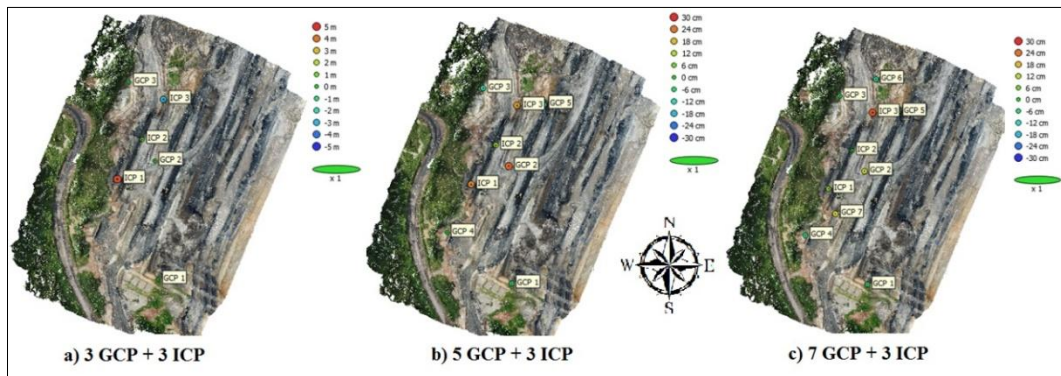 5 m
4 m
3 m
2 m
1 m
0 m
-1 m
-2 m
-3 m
-4 m
-5 m
x 1
GCP 3
ICP 3
ICP 2
GCP 2
ICP 1
GCP 1
a) 3 GCP + 3 ICP
30 cm
24 cm
18 cm
12 cm
6 cm
0 cm
-6 cm
-12 cm
-18 cm
-24 cm
-30 cm
x 1
GCP 3
ICP 3
GCP 5
ICP 2
GCP 2
ICP 1
GCP 4
GCP 1
b) 5 GCP + 3 ICP
N
W
E
S
30 cm
24 cm
18 cm
12 cm
6 cm
0 cm
-6 cm
-12 cm
-18 cm
-24 cm
-30 cm
x 1
GCP 6
GCP 3
ICP 3
GCP 5
ICP 2
GCP 2
ICP 1
GCP 7
GCP 4
GCP 1
c) 7 GCP + 3 ICP